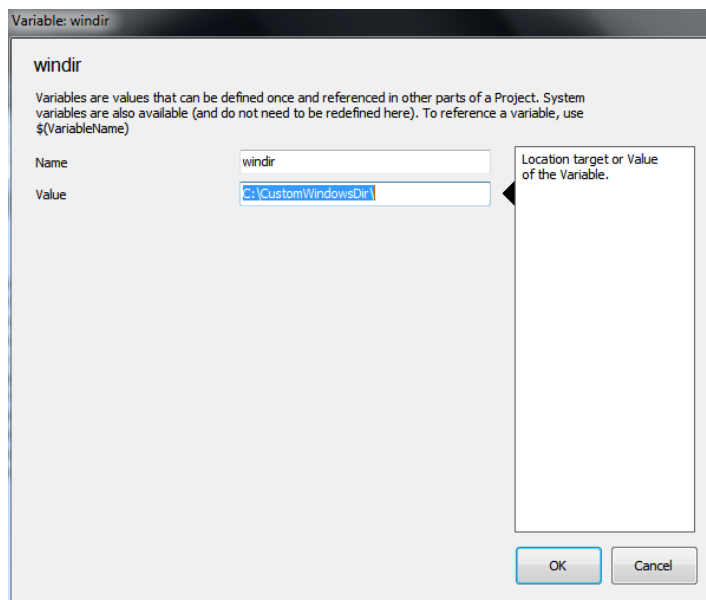 Variable: windir
windir
Variables are values that can be defined once and referenced in other parts of a Project. System
variables are also available (and do not need to be redefined here). To reference a variable, use
$(VariableName)
Name
windir
Value
C:\CustomWindowsDir\
Location target or Value
of the Variable.
OK
Cancel